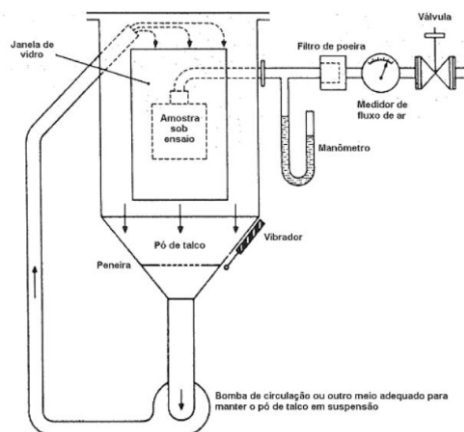 Janela de
vidro
Amostra
sob
ensaio
Filtro de poeira
Válvula
Medidor de
fluxo de ar
Manômetro
Pó de talco
Peneira
Vibrador
Bomba de circulação ou outro meio adequado para
manter o pó de talco em suspensão